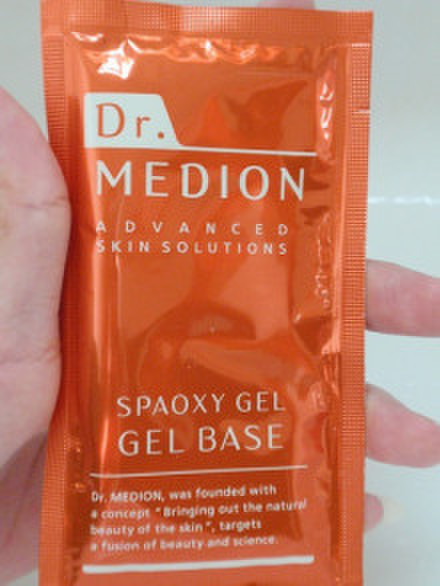 Dr.
MEDION
ADVANCED
SKIN SOLUTIONS
SPAOXY GEL
GEL BASE
Dr. MEDION, was founded with
a concept "Bringing out the natural
beauty of the skin", targets
a fusion of beauty and science.